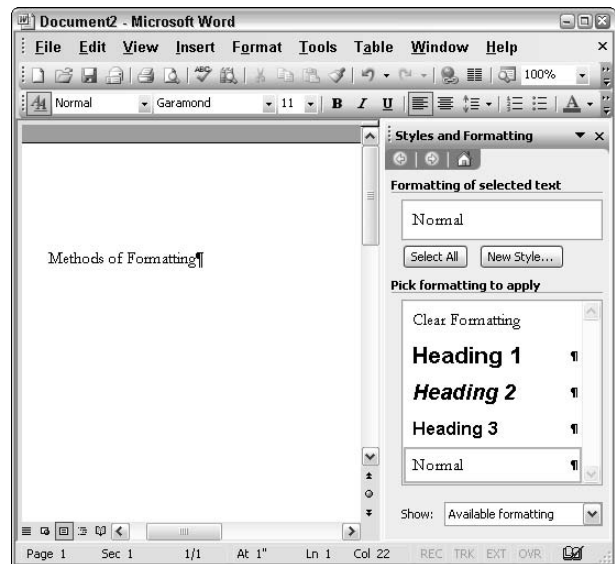 Document2 - Microsoft Word
File Edit View Insert Format Tools Table Window Help
100%
Normal Garamond 11 B I U A
Styles and Formatting
Formatting of selected text
Normal
Select All New Style...
Pick formatting to apply
Clear Formatting
Heading 1 ¶
Heading 2 ¶
Heading 3 ¶
Normal ¶
Show: Available formatting
Methods of Formatting¶
Page 1 Sec 1 1/1 At 1" Ln 1 Col 22 REC TRK EXT OVR